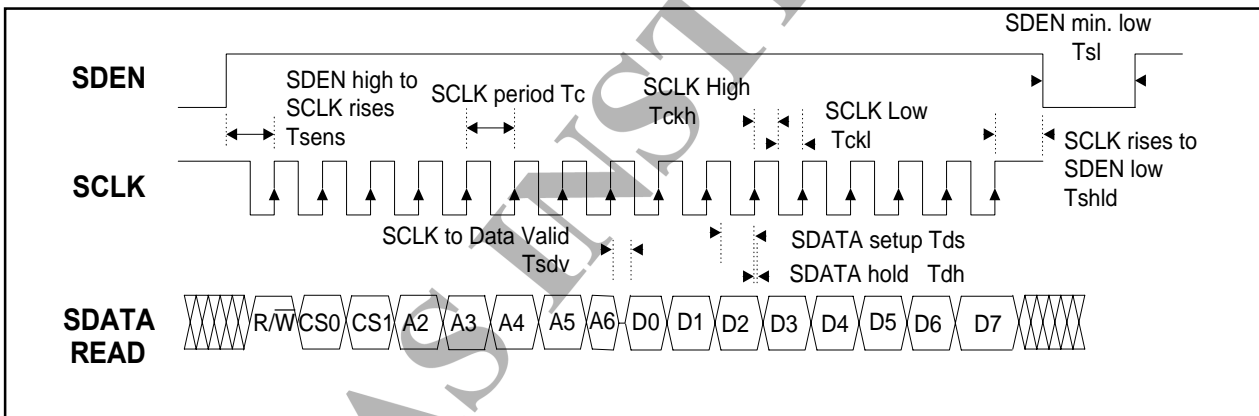 SDEN min. low
Tsl
SDEN
SDEN high to
SCLK rises
Tsens
SCLK period Tc
SCLK High
Tckh
SCLK Low
Tckl
SCLK rises to
SDEN low
Tshld
SCLK
SCLK to Data Valid
Tsdv
SDATA setup Tds
SDATA hold Tdh
SDATA
READ
R/W̅ CS0 CS1 A2 A3 A4 A5 A6 D0 D1 D2 D3 D4 D5 D6 D7
AS INST